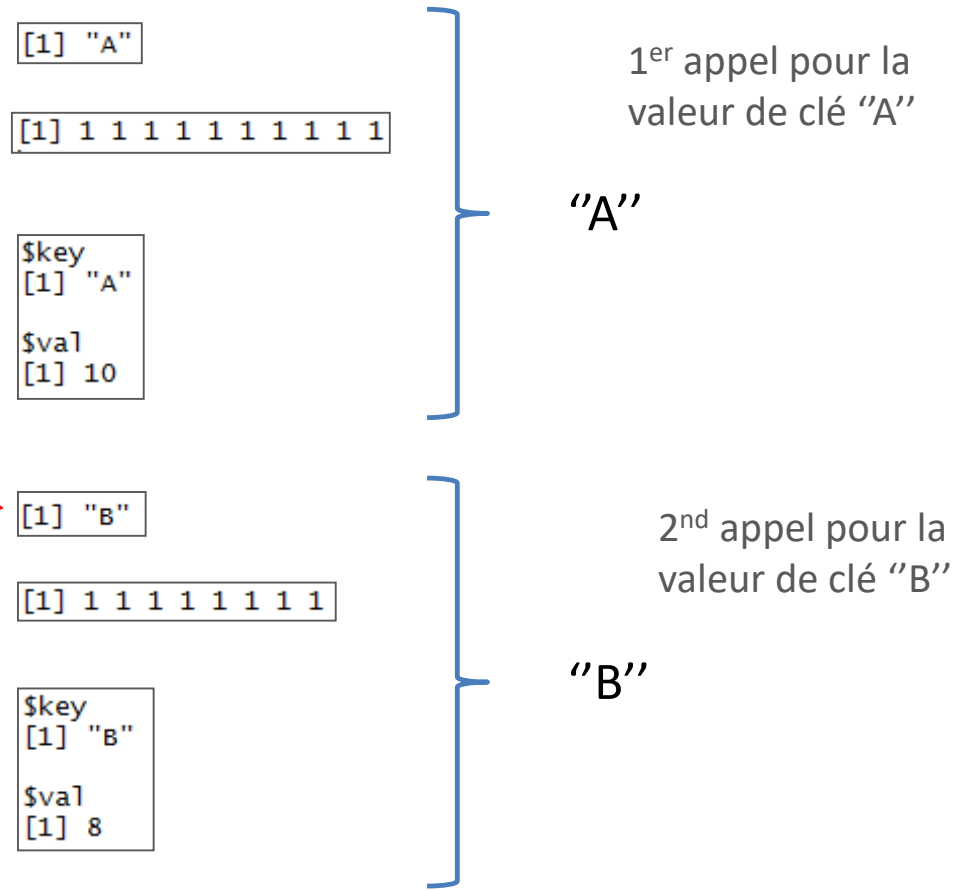 [1] "A"
1er appel pour la
valeur de clé ‘’A’’
[1] 1 1 1 1 1 1 1 1 1 1
‘’A’’
$key
[1] "A"
$val
[1] 10
[1] "B"
2nd appel pour la
valeur de clé ‘’B’’
[1] 1 1 1 1 1 1 1 1
‘’B’’
$key
[1] "B"
$val
[1] 8